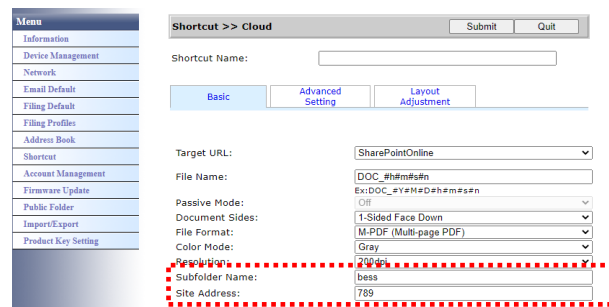 Menu
Information
Device Management
Network
Email Default
Filing Default
Filing Profiles
Address Book
Shortcut
Account Management
Firmware Update
Public Folder
Import/Export
Product Key Setting
Shortcut >> Cloud
Submit
Quit
Shortcut Name:
Basic
Advanced
Setting
Layout
Adjustment
Target URL: SharePointOnline
File Name: DOC_#h#m#s#n
Ex:DOC_#Y#M#D#h#m#s#n
Passive Mode: Off
Document Sides: 1-Sided Face Down
File Format: M-PDF (Multi-page PDF)
Color Mode: Gray
Resolution: 200dpi
Subfolder Name: bess
Site Address: 789